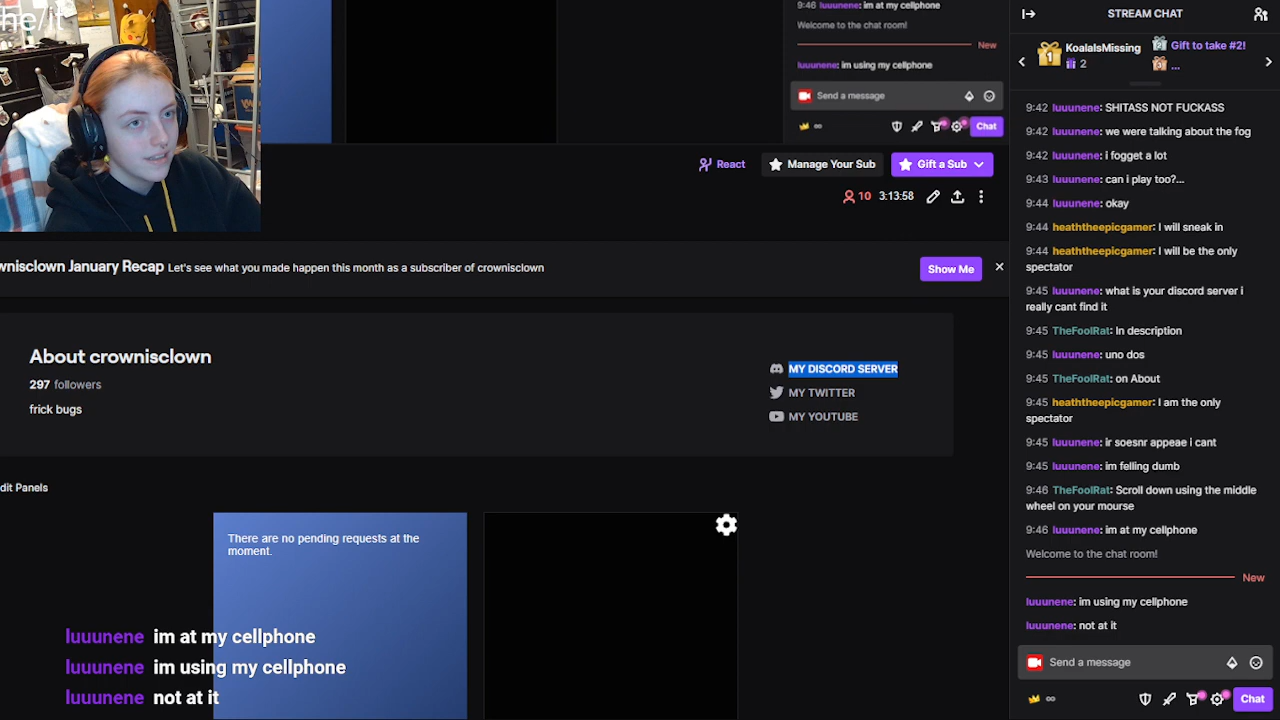 he/it
9:46 luuunene: im at my cellphone
Welcome to the chat room!
New
luuunene: im using my cellphone
Send a message
∞
Chat
React
Manage Your Sub
Gift a Sub
10 3:13:58
wnisclown January Recap Let's see what you made happen this month as a subscriber of crownisclown
Show Me
About crownisclown
297 followers
frick bugs
MY DISCORD SERVER
MY TWITTER
MY YOUTUBE
dit Panels
There are no pending requests at the
moment.
luuunene im at my cellphone
luuunene im using my cellphone
luuunene not at it
STREAM CHAT
1
KoalaIsMissing
2
2
Gift to take #2!
3
...
9:42 luuunene: SHITASS NOT FUCKASS
9:42 luuunene: we were talking about the fog
9:42 luuunene: i fogget a lot
9:43 luuunene: can i play too?...
9:44 luuunene: okay
9:44 heaththeepicgamer: I will sneak in
9:44 heaththeepicgamer: I will be the only
spectator
9:45 luuunene: what is your discord server i
really cant find it
9:45 TheFoolRat: In description
9:45 luuunene: uno dos
9:45 TheFoolRat: on About
9:45 heaththeepicgamer: I am the only
spectator
9:45 luuunene: ir soesnr appeae i cant
9:45 luuunene: im felling dumb
9:46 TheFoolRat: Scroll down using the middle
wheel on your mourse
9:46 luuunene: im at my cellphone
Welcome to the chat room!
New
luuunene: im using my cellphone
luuunene: not at it
Send a message
∞
Chat